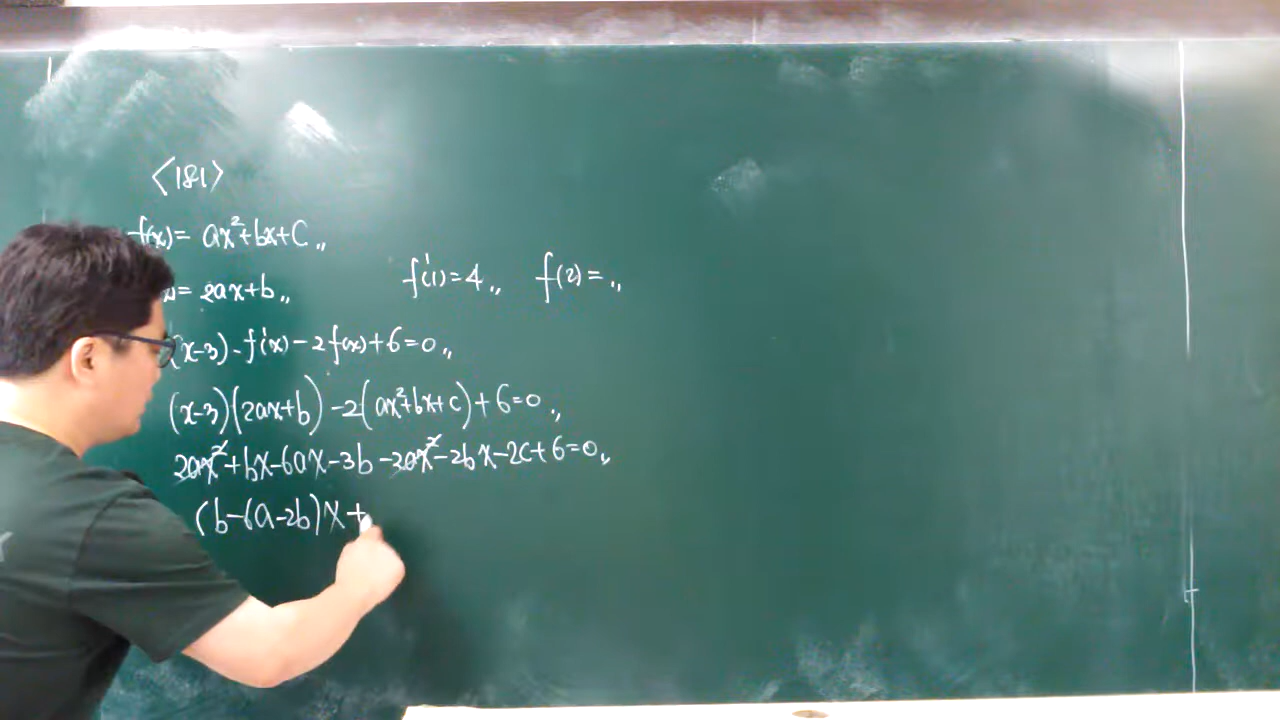 <181>
f(x)= ax²+bx+C,,
)= 2ax+b,,
f'(1)=4,, f(2)= .,
(x-3)-f'(x)-2f(x)+6=0,,
(x-3)(2ax+b)-2(ax²+bx+c)+6=0.,
2ax²+bx-6ax-3b-2ax²-2bx-2c+6=0,,
(b-6a-2b)x+